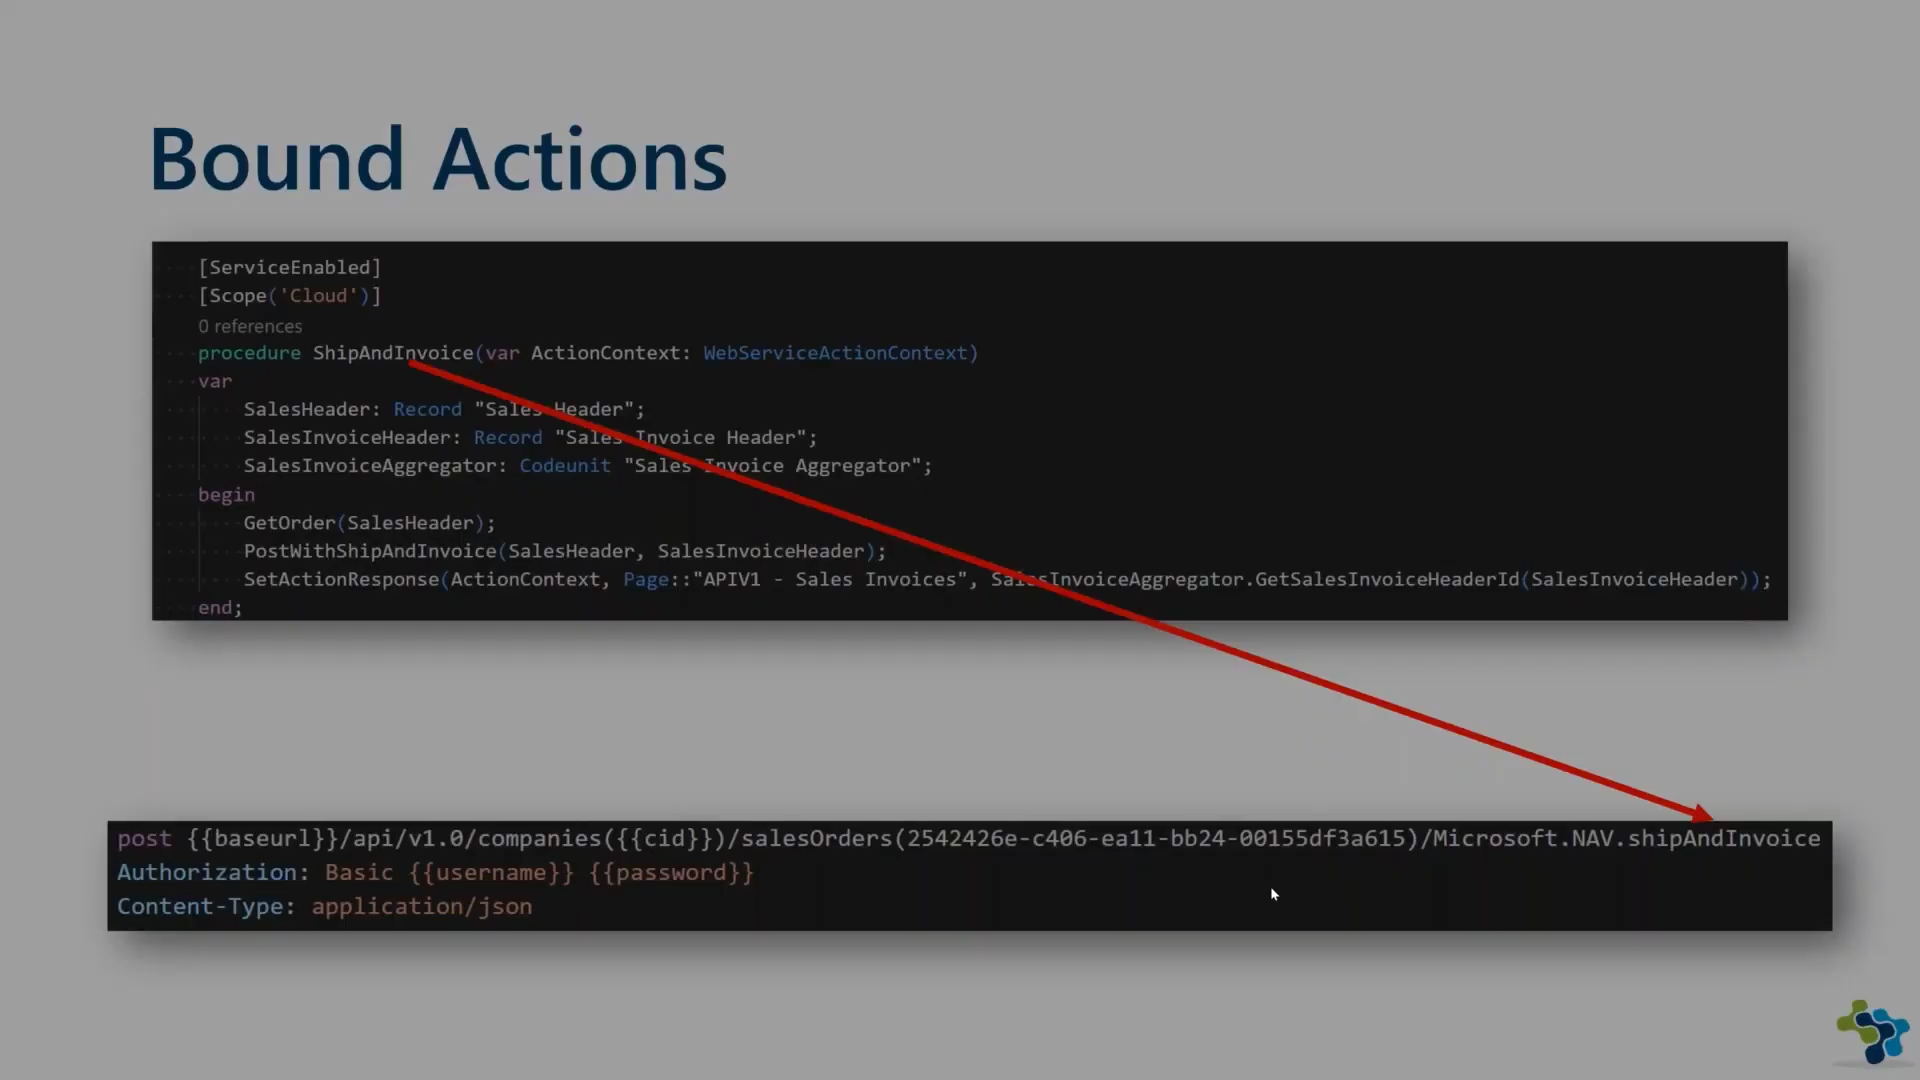 Bound Actions
[ServiceEnabled]
[Scope('Cloud')]
0 references
procedure ShipAndInvoice(var ActionContext: WebServiceActionContext)
var
SalesHeader: Record "Sales Header";
SalesInvoiceHeader: Record "Sales Invoice Header";
SalesInvoiceAggregator: Codeunit "Sales Invoice Aggregator";
begin
GetOrder(SalesHeader);
PostWithShipAndInvoice(SalesHeader, SalesInvoiceHeader);
SetActionResponse(ActionContext, Page::"APIV1 - Sales Invoices", SalesInvoiceAggregator.GetSalesInvoiceHeaderId(SalesInvoiceHeader));
end;
post {{baseurl}}/api/v1.0/companies({{cid}})/salesOrders(2542426e-c406-ea11-bb24-00155df3a615)/Microsoft.NAV.shipAndInvoice
Authorization: Basic {{username}} {{password}}
Content-Type: application/json